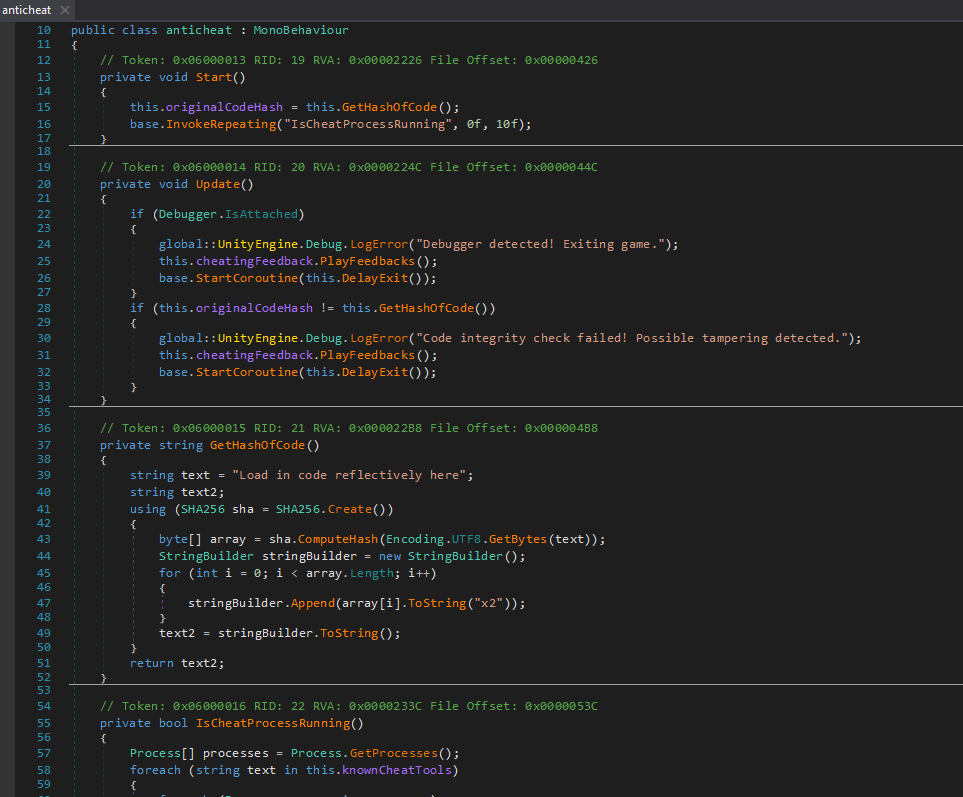 anticheat ✕
10 public class anticheat : MonoBehaviour
11 {
12 // Token: 0x06000013 RID: 19 RVA: 0x00002226 File Offset: 0x00000426
13 private void Start()
14 {
15 this.originalCodeHash = this.GetHashOfCode();
16 base.InvokeRepeating("IsCheatProcessRunning", 0f, 10f);
17 }
18
19 // Token: 0x06000014 RID: 20 RVA: 0x0000224C File Offset: 0x0000044C
20 private void Update()
21 {
22 if (Debugger.IsAttached)
23 {
24 global::UnityEngine.Debug.LogError("Debugger detected! Exiting game.");
25 this.cheatingFeedback.PlayFeedbacks();
26 base.StartCoroutine(this.DelayExit());
27 }
28 if (this.originalCodeHash != this.GetHashOfCode())
29 {
30 global::UnityEngine.Debug.LogError("Code integrity check failed! Possible tampering detected.");
31 this.cheatingFeedback.PlayFeedbacks();
32 base.StartCoroutine(this.DelayExit());
33 }
34 }
35
36 // Token: 0x06000015 RID: 21 RVA: 0x000022B8 File Offset: 0x000004B8
37 private string GetHashOfCode()
38 {
39 string text = "Load in code reflectively here";
40 string text2;
41 using (SHA256 sha = SHA256.Create())
42 {
43 byte[] array = sha.ComputeHash(Encoding.UTF8.GetBytes(text));
44 StringBuilder stringBuilder = new StringBuilder();
45 for (int i = 0; i < array.Length; i++)
46 {
47 stringBuilder.Append(array[i].ToString("x2"));
48 }
49 text2 = stringBuilder.ToString();
50 }
51 return text2;
52 }
53
54 // Token: 0x06000016 RID: 22 RVA: 0x0000233C File Offset: 0x0000053C
55 private bool IsCheatProcessRunning()
56 {
57 Process[] processes = Process.GetProcesses();
58 foreach (string text in this.knownCheatTools)
59 {